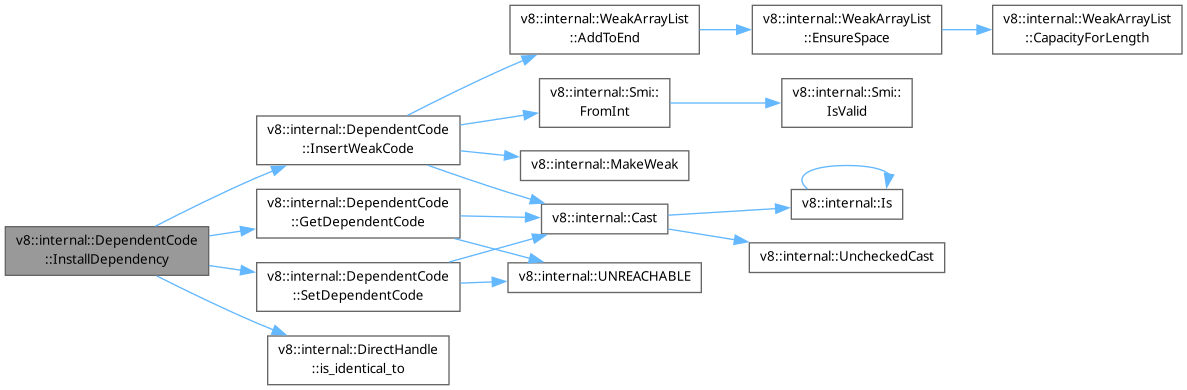 v8::internal::DependentCode
::InstallDependency
v8::internal::DependentCode
::InsertWeakCode
v8::internal::WeakArrayList
::AddToEnd
v8::internal::WeakArrayList
::EnsureSpace
v8::internal::WeakArrayList
::CapacityForLength
v8::internal::Smi::
FromInt
v8::internal::Smi::
IsValid
v8::internal::MakeWeak
v8::internal::Cast
v8::internal::Is
v8::internal::UncheckedCast
v8::internal::DependentCode
::GetDependentCode
v8::internal::UNREACHABLE
v8::internal::DependentCode
::SetDependentCode
v8::internal::DirectHandle
::is_identical_to